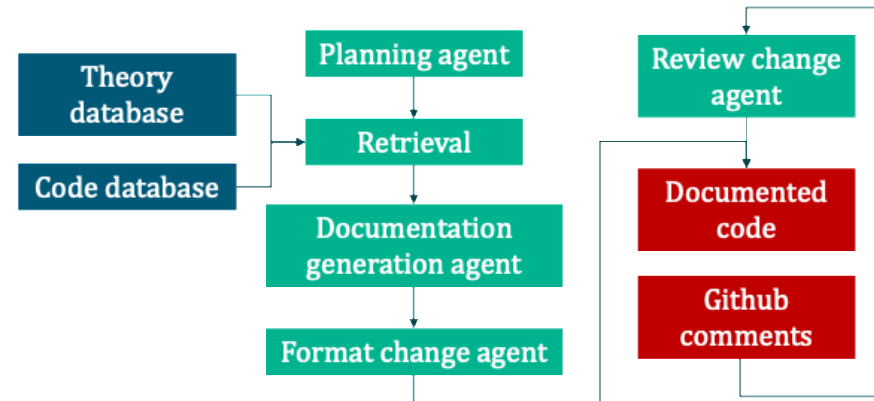 Theory
database
Code database
Planning agent
Retrieval
Documentation
generation agent
Format change agent
Review change
agent
Documented
code
Github
comments